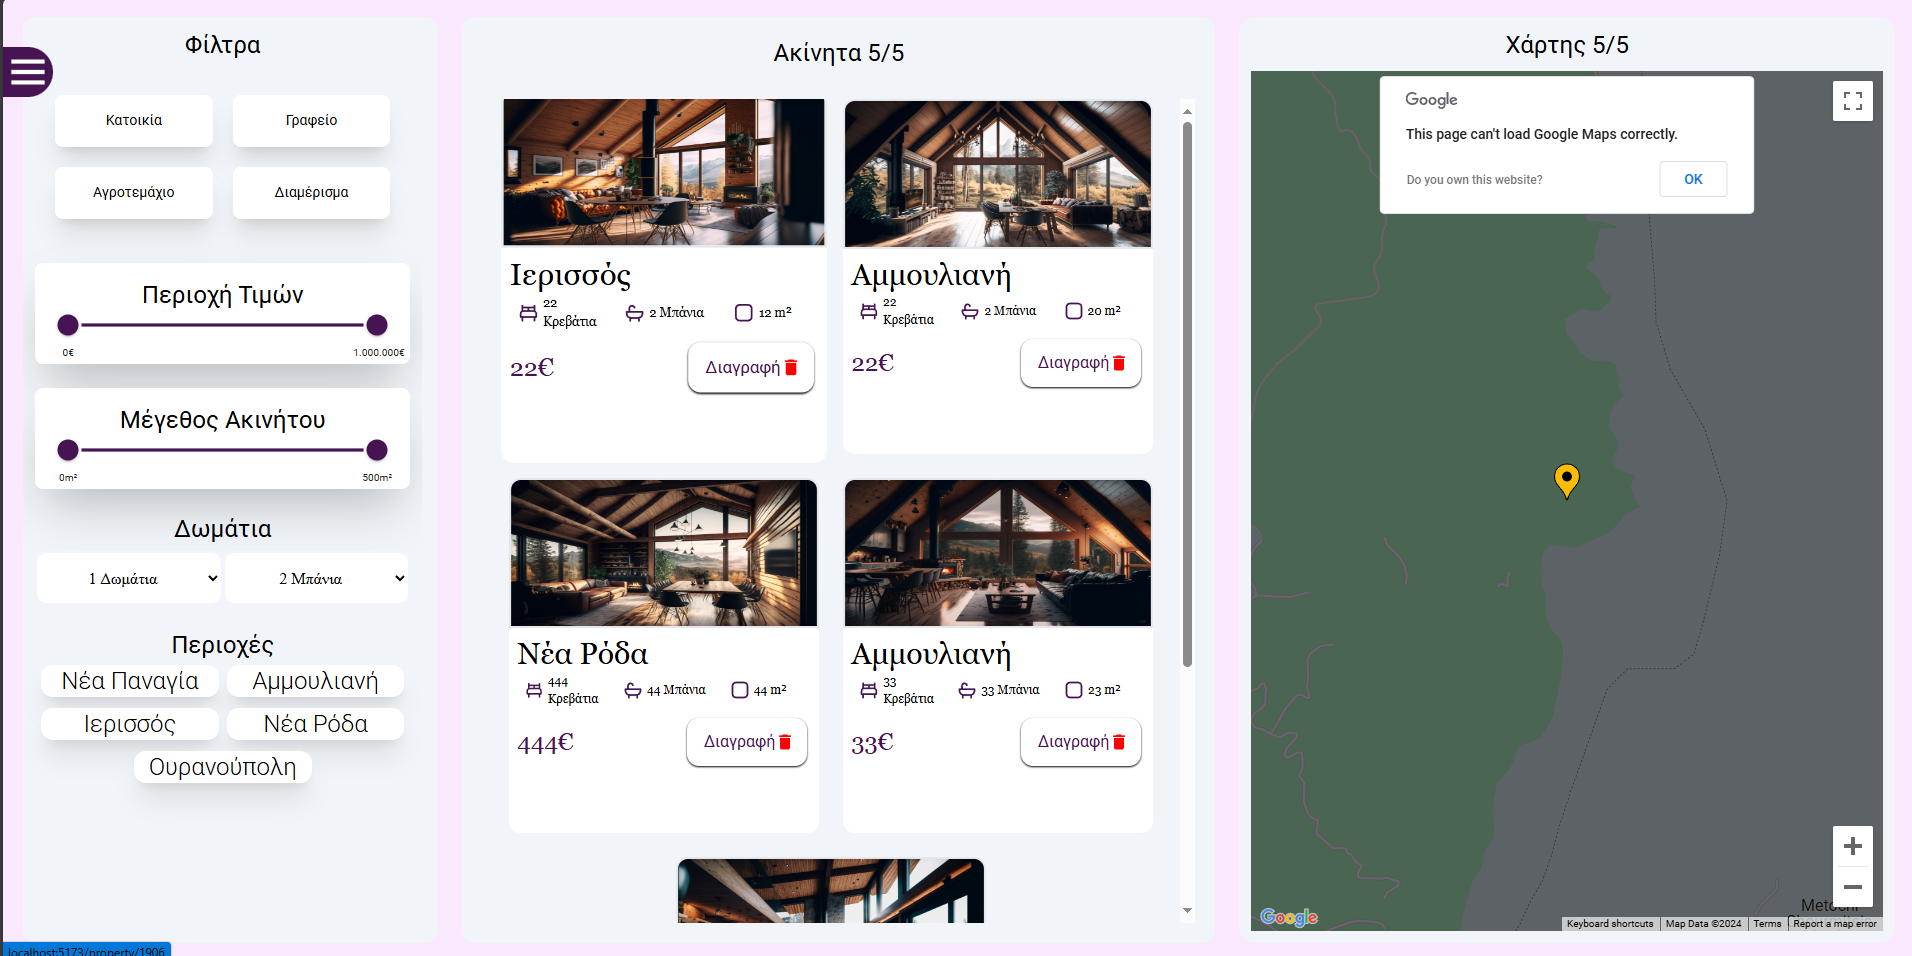 Φίλτρα
Κατοικία
Γραφείο
Αγροτεμάχιο
Διαμέρισμα
Περιοχή Τιμών
0€
1.000.000€
Μέγεθος Ακινήτου
0m²
500m²
Δωμάτια
1 Δωμάτια
2 Μπάνια
Περιοχές
Νέα Παναγία
Αμμουλιανή
Ιερισσός
Νέα Ρόδα
Ουρανούπολη
localhost:5173/property/1906
Ακίνητα 5/5
Ιερισσός
22
Κρεβάτια
2 Μπάνια
12 m²
22€
Διαγραφή
Αμμουλιανή
22
Κρεβάτια
2 Μπάνια
20 m²
22€
Διαγραφή
Νέα Ρόδα
444
Κρεβάτια
44 Μπάνια
44 m²
444€
Διαγραφή
Αμμουλιανή
33
Κρεβάτια
33 Μπάνια
23 m²
33€
Διαγραφή
Χάρτης 5/5
Google
This page can't load Google Maps correctly.
Do you own this website?
OK
Google
Keyboard shortcuts
Map Data ©2024
Terms
Report a map error